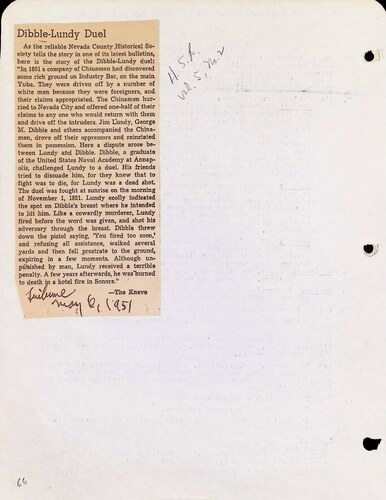 Dibble-Lundy Duel
As the reliable Nevada County Historical So-
ciety tells the story in one of its latest bulletins,
here is the story of the Dibble-Lundy duel:
"In 1851 a company of Chinamen had discovered
some rich ground on Industry Bar, on the main
Yuba. They were driven off by a number of
white men because they were foreigners, and
their claims appropriated. The Chinamen hur-
ried to Nevada City and offered one-half of their
claims to any one who would return with them
and drive off the intruders. Jim Lundy, George
M. Dibble and others accompanied the China-
men, drove off their oppressors and reinstated
them in possession. Here a dispute arose be-
tween Lundy and Dibble. Dibble, a graduate
of the United States Naval Academy at Annap-
olis, challenged Lundy to a duel. His friends
tried to dissuade him, for they knew that to
fight was to die, for Lundy was a dead shot.
The duel was fought at sunrise on the morning
of November 1, 1851. Lundy coolly indicated
the spot on Dibble's breast where he intended
to hit him. Like a cowardly murderer, Lundy
fired before the word was given, and shot his
adversary through the breast. Dibble threw
down the pistol saying, 'You fired too soon,'
and refusing all assistance, walked several
yards and then fell prostrate to the ground,
expiring in a few moments. Although un-
punished by man, Lundy received a terrible
penalty. A few years afterwards, he was burned
to death in a hotel fire in Sonora."
—The Knave
Tribune
May 6, 1951
vol. 5, No. 2
66